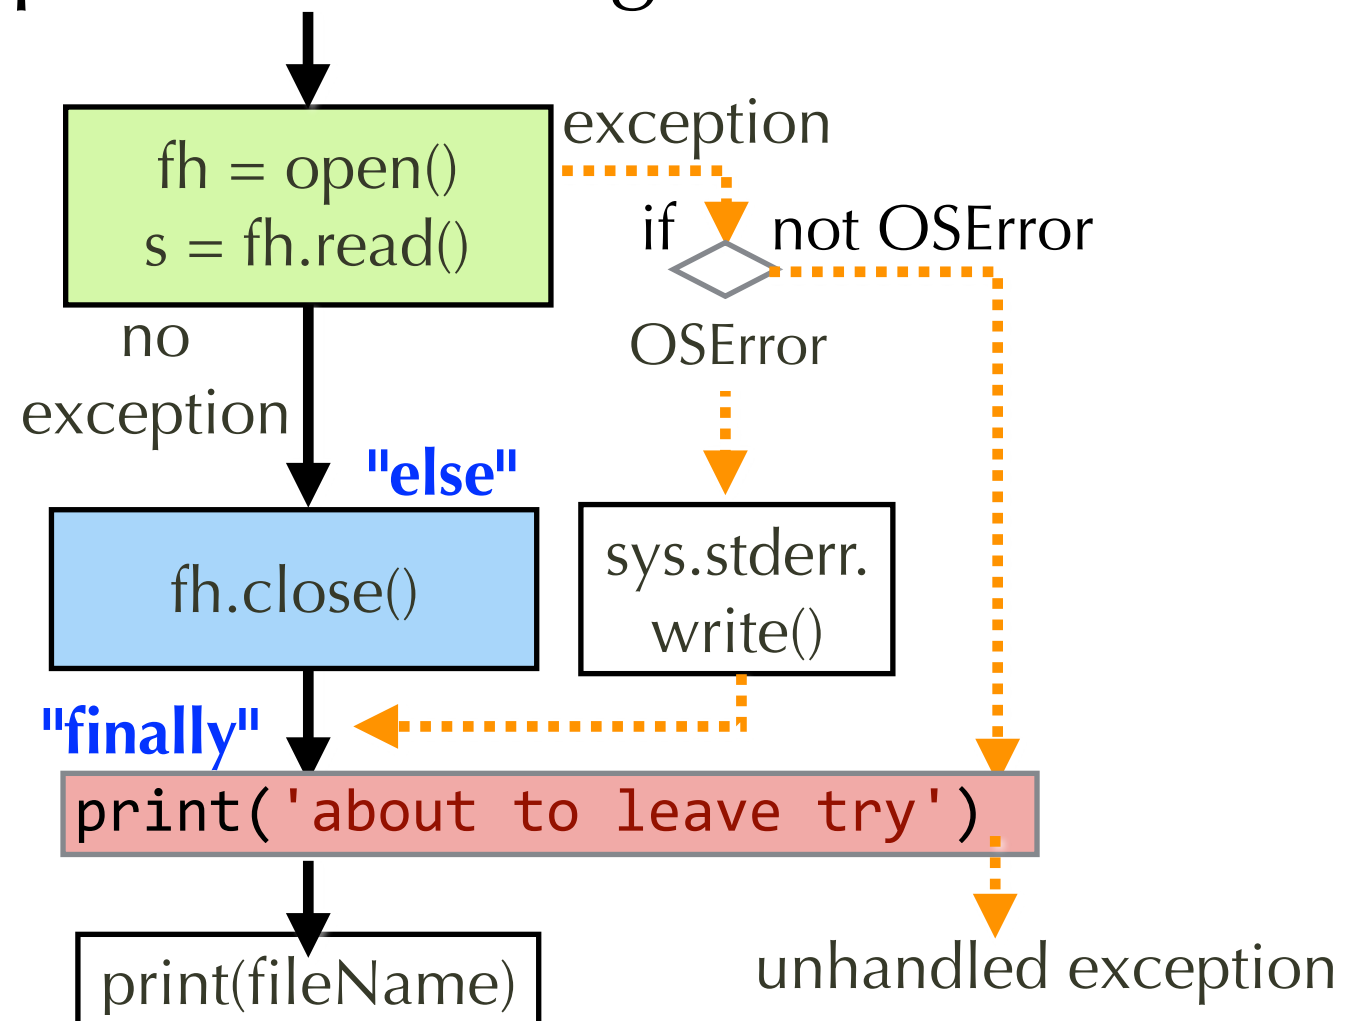 exception
fh = open()
s = fh.read()
if
not OSError
no
exception
OSError
"else"
fh.close()
sys.stderr.
write()
"finally"
print('about to leave try')
print(fileName)
unhandled exception